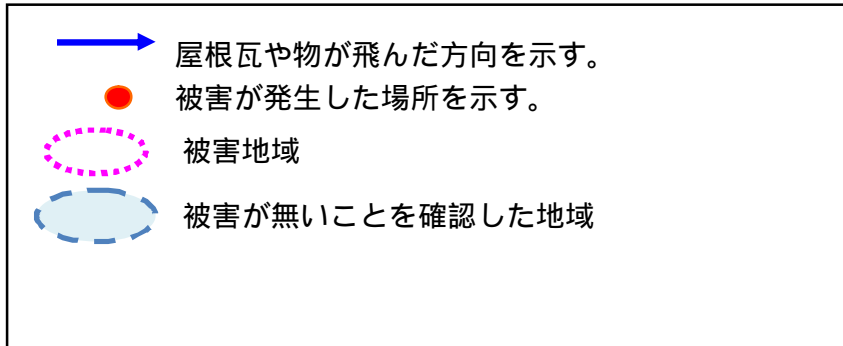 屋根瓦や物が飛んだ方向を示す。
被害が発生した場所を示す。
被害地域
被害が無いことを確認した地域